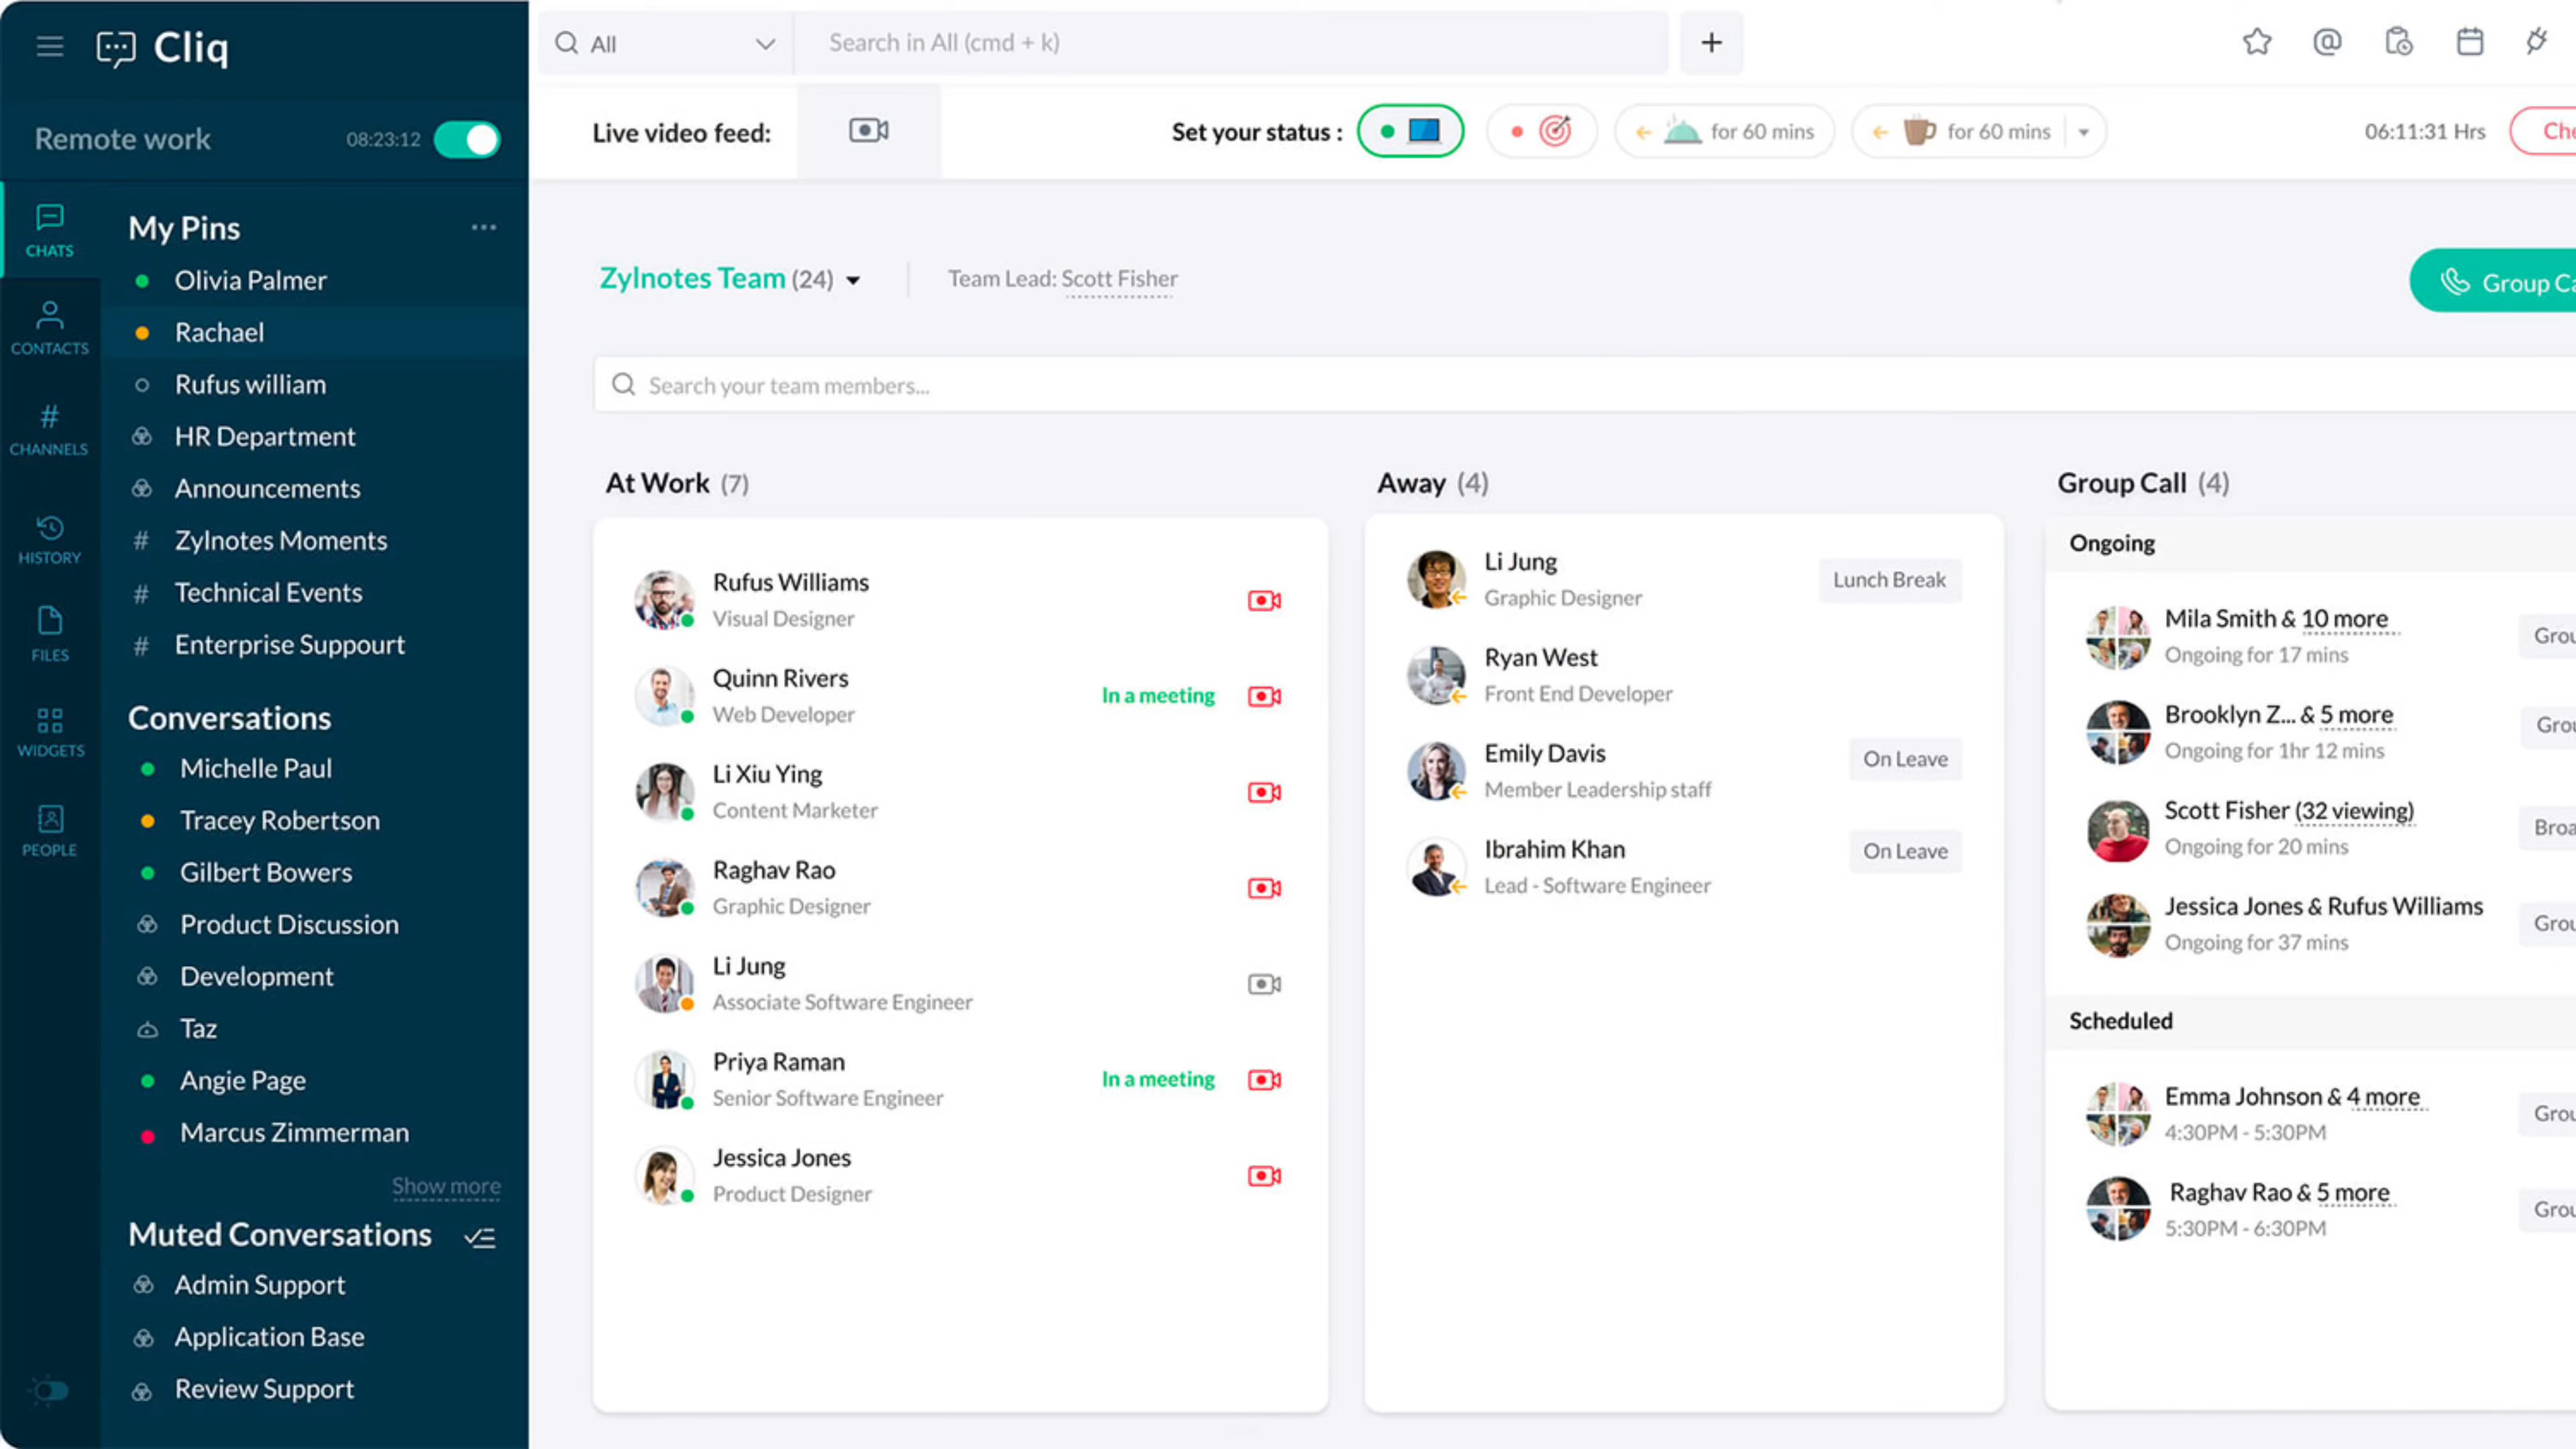 Cliq
All
Search in All (cmd + k)
+
Remote work
08:23:12
Live video feed:
Set your status :
for 60 mins
for 60 mins
06:11:31 Hrs
CHATS
CONTACTS
CHANNELS
HISTORY
FILES
WIDGETS
PEOPLE
My Pins
Olivia Palmer
Rachael
Rufus william
HR Department
Announcements
# Zylnotes Moments
# Technical Events
# Enterprise Suppourt
Conversations
Michelle Paul
Tracey Robertson
Gilbert Bowers
Product Discussion
Development
Taz
Angie Page
Marcus Zimmerman
Show more
Muted Conversations
Admin Support
Application Base
Review Support
Zylnotes Team (24)
Team Lead: Scott Fisher
Group Ca
Search your team members...
At Work (7)
Rufus Williams
Visual Designer
Quinn Rivers
Web Developer
In a meeting
Li Xiu Ying
Content Marketer
Raghav Rao
Graphic Designer
Li Jung
Associate Software Engineer
Priya Raman
Senior Software Engineer
In a meeting
Jessica Jones
Product Designer
Away (4)
Li Jung
Graphic Designer
Lunch Break
Ryan West
Front End Developer
Emily Davis
Member Leadership staff
On Leave
Ibrahim Khan
Lead - Software Engineer
On Leave
Group Call (4)
Ongoing
Mila Smith & 10 more
Ongoing for 17 mins
Brooklyn Z... & 5 more
Ongoing for 1hr 12 mins
Scott Fisher (32 viewing)
Ongoing for 20 mins
Jessica Jones & Rufus Williams
Ongoing for 37 mins
Scheduled
Emma Johnson & 4 more
4:30PM - 5:30PM
Raghav Rao & 5 more
5:30PM - 6:30PM